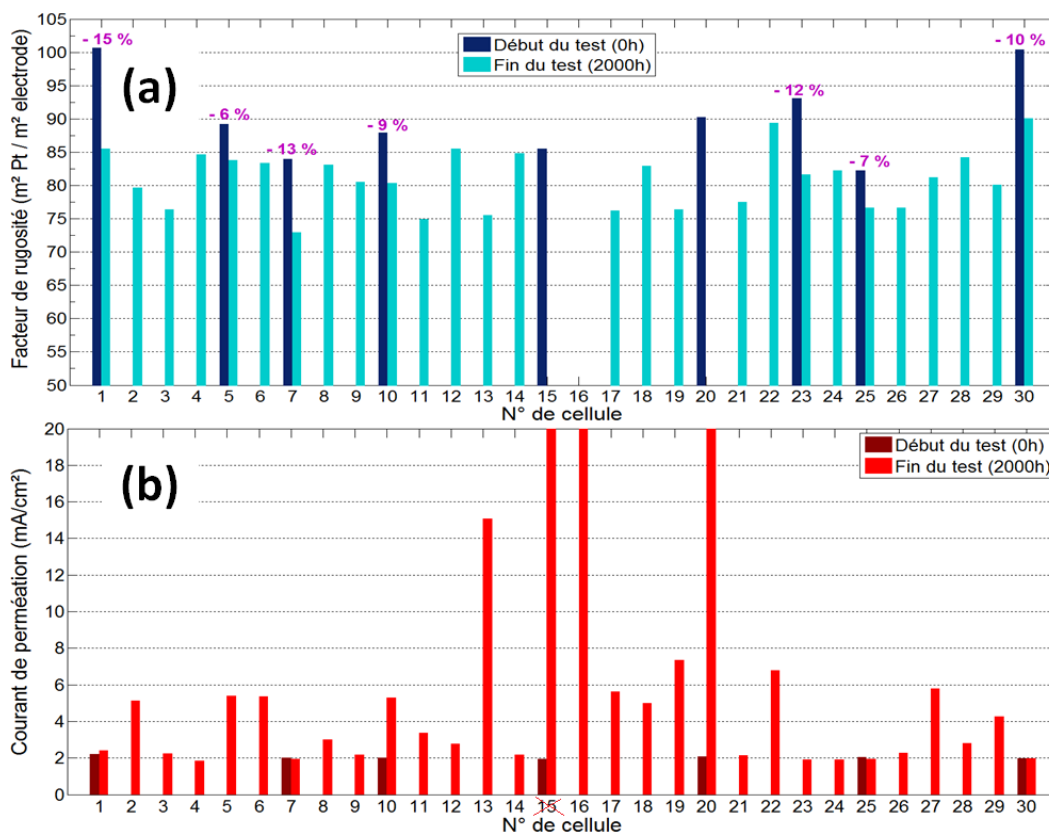 Facteur de rugosité (m² Pt / m² electrode)
105
100
95
90
85
80
75
70
65
60
55
50
(a)
Début du test (0h)
Fin du test (2000h)
- 15 %
- 6 %
- 13 %
- 9 %
- 12 %
- 7 %
- 10 %
1 2 3 4 5 6 7 8 9 10 11 12 13 14 15 16 17 18 19 20 21 22 23 24 25 26 27 28 29 30
N° de cellule
Courant de perméation (mA/cm²)
20
18
16
14
12
10
8
6
4
2
0
(b)
Début du test (0h)
Fin du test (2000h)
1 2 3 4 5 6 7 8 9 10 11 12 13 14 15 16 17 18 19 20 21 22 23 24 25 26 27 28 29 30
N° de cellule